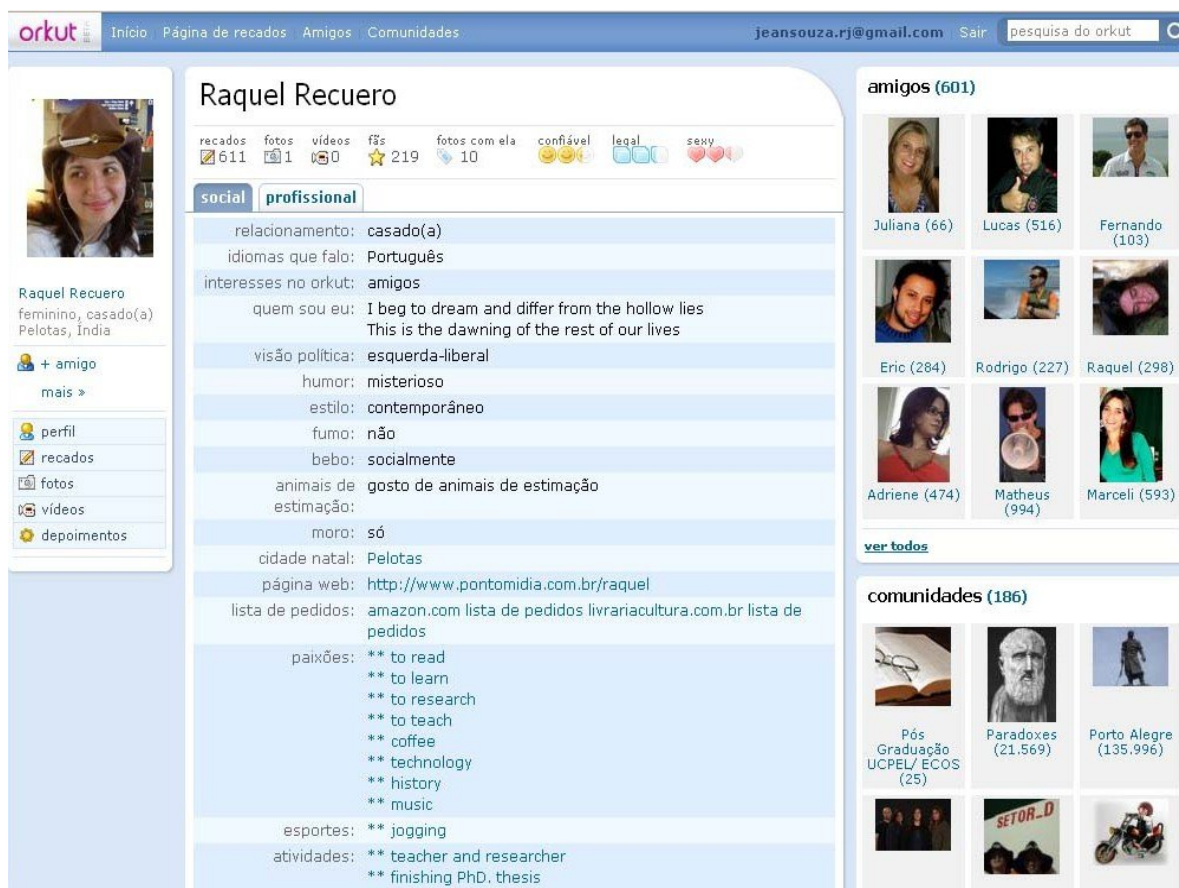 orkut BETA
Início Página de recados Amigos Comunidades
jeansouza.rj@gmail.com Sair pesquisa do orkut
Raquel Recuero
feminino, casado(a)
Pelotas, Índia
+ amigo
mais »
perfil
recados
fotos
vídeos
depoimentos
Raquel Recuero
recados fotos vídeos fãs fotos com ela confiável legal sexy
611 1 0 219 10
social profissional
relacionamento: casado(a)
idiomas que falo: Português
interesses no orkut: amigos
quem sou eu: I beg to dream and differ from the hollow lies
This is the dawning of the rest of our lives
visão política: esquerda-liberal
humor: misterioso
estilo: contemporâneo
fumo: não
bebo: socialmente
animais de estimação: gosto de animais de estimação
moro: só
cidade natal: Pelotas
página web: http://www.pontomidia.com.br/raquel
lista de pedidos: amazon.com lista de pedidos livrariacultura.com.br lista de
pedidos
paixões: ** to read
** to learn
** to research
** to teach
** coffee
** technology
** history
** music
esportes: ** jogging
atividades: ** teacher and researcher
** finishing PhD. thesis
amigos (601)
Juliana (66) Lucas (516) Fernando (103)
Eric (284) Rodrigo (227) Raquel (298)
Adriene (474) Matheus (994) Marceli (593)
ver todos
comunidades (186)
Pós Graduação UCPEL/ ECOS (25)
Paradoxes (21.569)
Porto Alegre (135.996)
SETOR_D